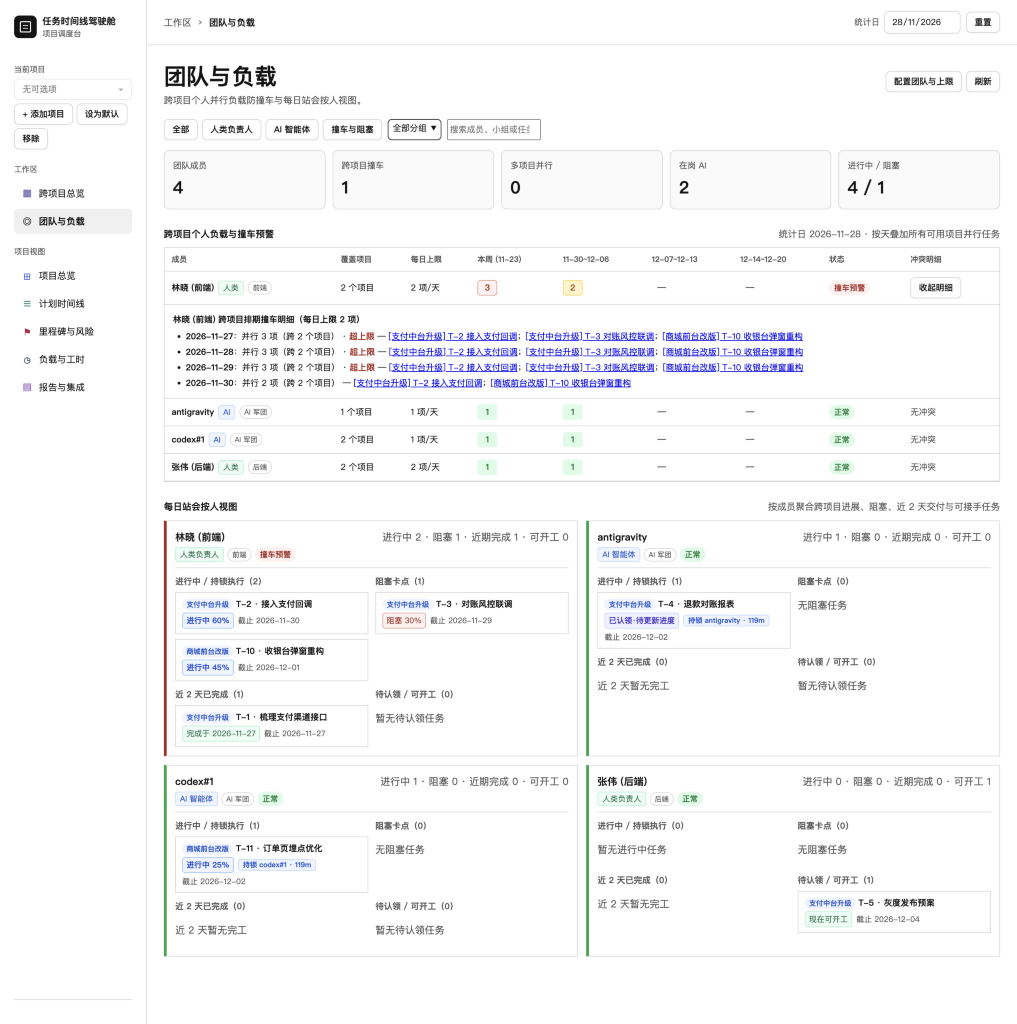 任务时间线驾驶舱
项目调度台
当前项目
无可选项
+ 添加项目 设为默认
移除
工作区
跨项目总览
团队与负载
项目视图
项目总览
计划时间线
里程碑与风险
负载与工时
报告与集成
工作区 > 团队与负载
统计日 28/11/2026 重置
团队与负载
跨项目个人并行负载防撞车与每日站会按人视图。
配置团队与上限 刷新
全部 人类负责人 AI 智能体 撞车与阻塞 全部分组 ▼ 搜索成员、小组或任务
团队成员 跨项目撞车 多项目并行 在岗 AI 进行中 / 阻塞
4 1 0 2 4 / 1
跨项目个人负载与撞车预警 统计日 2026-11-28 · 按天叠加所有可用项目并行任务
成员 覆盖项目 每日上限 本周 (11-23) 11-30~12-06 12-07~12-13 12-14~12-20 状态 冲突明细
林晓 (前端) 人类 前端 2 个项目 2 项/天 3 2 — — 撞车预警 收起明细
林晓 (前端) 跨项目排期撞车明细（每日上限 2 项）
• 2026-11-27：并行 3 项（跨 2 个项目） · 超上限 — [支付中台升级] T-2 接入支付回调；[支付中台升级] T-3 对账风控联调；[商城前台改版] T-10 收银台弹窗重构
• 2026-11-28：并行 3 项（跨 2 个项目） · 超上限 — [支付中台升级] T-2 接入支付回调；[支付中台升级] T-3 对账风控联调；[商城前台改版] T-10 收银台弹窗重构
• 2026-11-29：并行 3 项（跨 2 个项目） · 超上限 — [支付中台升级] T-2 接入支付回调；[支付中台升级] T-3 对账风控联调；[商城前台改版] T-10 收银台弹窗重构
• 2026-11-30：并行 2 项（跨 2 个项目） — [支付中台升级] T-2 接入支付回调；[商城前台改版] T-10 收银台弹窗重构
antigravity AI AI 军团 1 个项目 1 项/天 1 1 — — 正常 无冲突
codex#1 AI AI 军团 2 个项目 1 项/天 1 1 — — 正常 无冲突
张伟 (后端) 人类 后端 2 个项目 2 项/天 1 1 — — 正常 无冲突
每日站会按人视图 按成员聚合跨项目进展、阻塞、近 2 天交付与可接手任务
林晓 (前端) 进行中 2 · 阻塞 1 · 近期完成 1 · 可开工 0
人类负责人 前端 撞车预警
进行中 / 持锁执行（2） 阻塞卡点（1）
支付中台升级 T-2 · 接入支付回调
进行中 60% 截止 2026-11-30
支付中台升级 T-3 · 对账风控联调
阻塞 30% 截止 2026-11-29
商城前台改版 T-10 · 收银台弹窗重构
进行中 45% 截止 2026-12-01
近 2 天已完成（1） 待认领 / 可开工（0）
支付中台升级 T-1 · 梳理支付渠道接口
完成于 2026-11-27 截止 2026-11-27
暂无待认领任务
antigravity 进行中 1 · 阻塞 0 · 近期完成 0 · 可开工 0
AI 智能体 AI 军团 正常
进行中 / 持锁执行（1） 阻塞卡点（0）
支付中台升级 T-4 · 退款对账报表
已认领·待更新进度 持锁 antigravity · 119m
截止 2026-12-02
无阻塞任务
近 2 天已完成（0） 待认领 / 可开工（0）
近 2 天暂无完工 暂无待认领任务
codex#1 进行中 1 · 阻塞 0 · 近期完成 0 · 可开工 0
AI 智能体 AI 军团 正常
进行中 / 持锁执行（1） 阻塞卡点（0）
商城前台改版 T-11 · 订单页埋点优化
进行中 25% 持锁 codex#1 · 119m
截止 2026-12-02
无阻塞任务
近 2 天已完成（0） 待认领 / 可开工（0）
近 2 天暂无完工 暂无待认领任务
张伟 (后端) 进行中 0 · 阻塞 0 · 近期完成 0 · 可开工 1
人类负责人 后端 正常
进行中 / 持锁执行（0） 阻塞卡点（0）
暂无进行中任务 无阻塞任务
近 2 天已完成（0） 待认领 / 可开工（1）
近 2 天暂无完工
支付中台升级 T-5 · 灰度发布预案
现在可开工 截止 2026-12-04